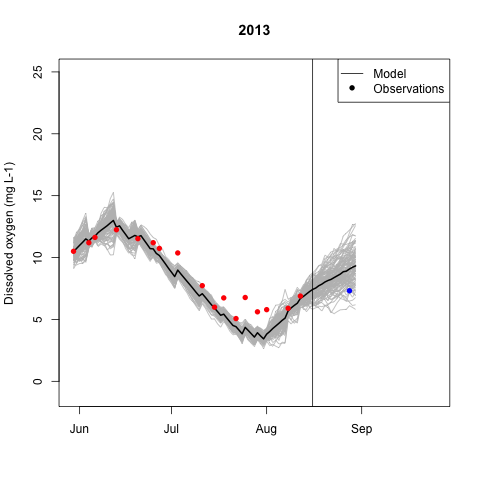 2013
Model
Observations
Dissolved oxygen (mg L-1)
25
20
15
10
5
0
Jun
Jul
Aug
Sep